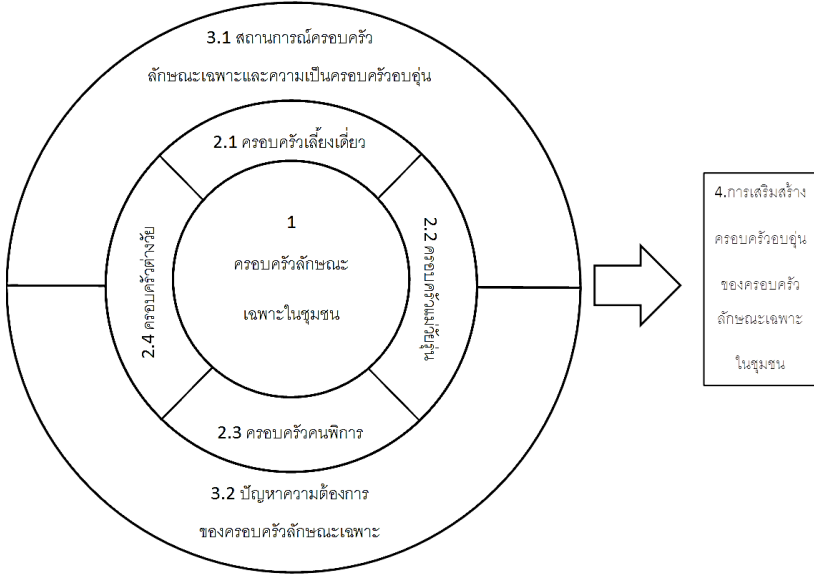 3.1 สถานการณ์ครอบครัว
ลักษณะเฉพาะและความเป็นครอบครัวอบอุ่น
2.1 ครอบครัวเลี้ยงเดี่ยว
2.2 ครอบครัวแม่วัยรุ่น
2.4 ครอบครัวต่างวัย
1
ครอบครัวลักษณะ
เฉพาะในชุมชน
2.3 ครอบครัวคนพิการ
3.2 ปัญหาความต้องการ
ของครอบครัวลักษณะเฉพาะ
4.การเสริมสร้าง
ครอบครัวอบอุ่น
ของครอบครัว
ลักษณะเฉพาะ
ในชุมชน